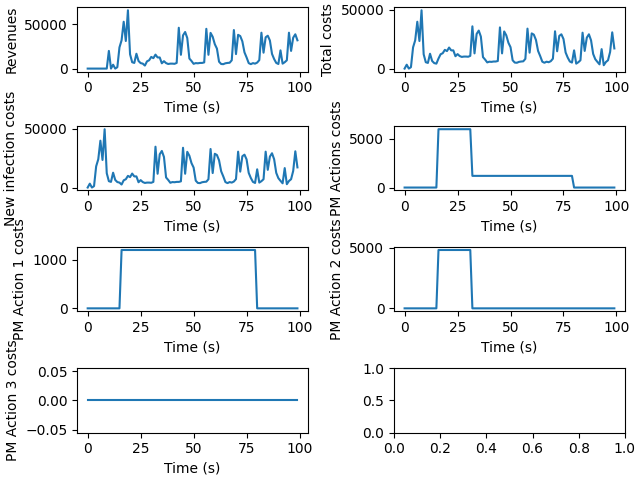 Revenues
50000
0
0 25 50 75 100
Time (s)
Total costs
50000
0
0 25 50 75 100
Time (s)
New infection costs
50000
0
0 25 50 75 100
Time (s)
PM Actions costs
5000
0
0 25 50 75 100
Time (s)
PM Action 1 costs
1000
0
0 25 50 75 100
Time (s)
PM Action 2 costs
5000
0
0 25 50 75 100
Time (s)
PM Action 3 costs
0.05
0.00
−0.05
0 25 50 75 100
Time (s)
1.0
0.5
0.0
0.0 0.2 0.4 0.6 0.8 1.0